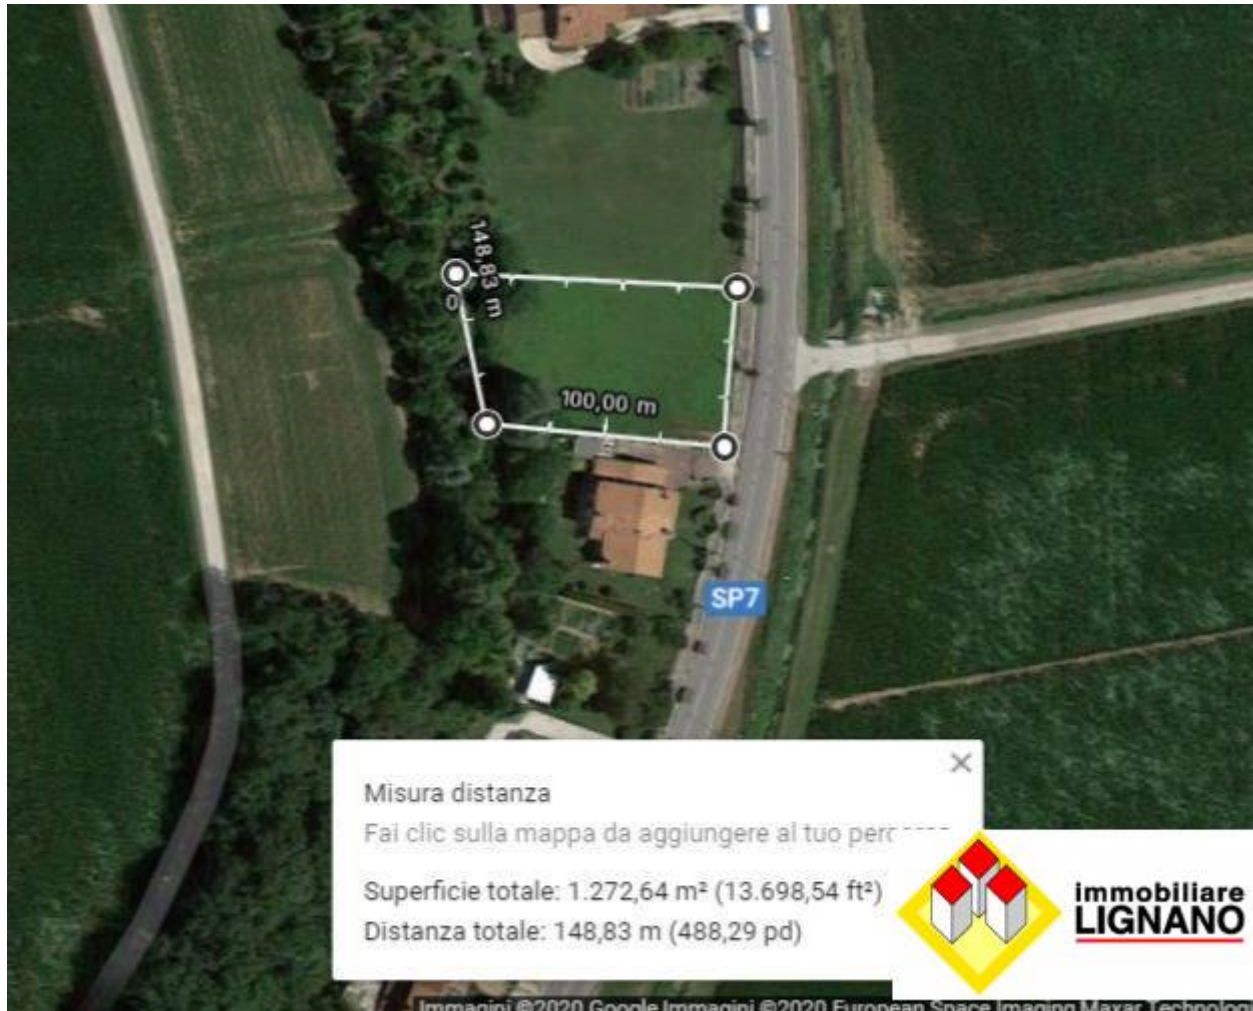 148,83 m
0
100,00 m
SP7
Misura distanza
Fai clic sulla mappa da aggiungere al tuo
Superficie totale: 1.272,64 m² (13.698,54 ft²)
Distanza totale: 148,83 m (488,29 pd)
immobiliare
LIGNANO
Immagini ©2020 Google Immagini ©2020 European Space Imaging Maxar